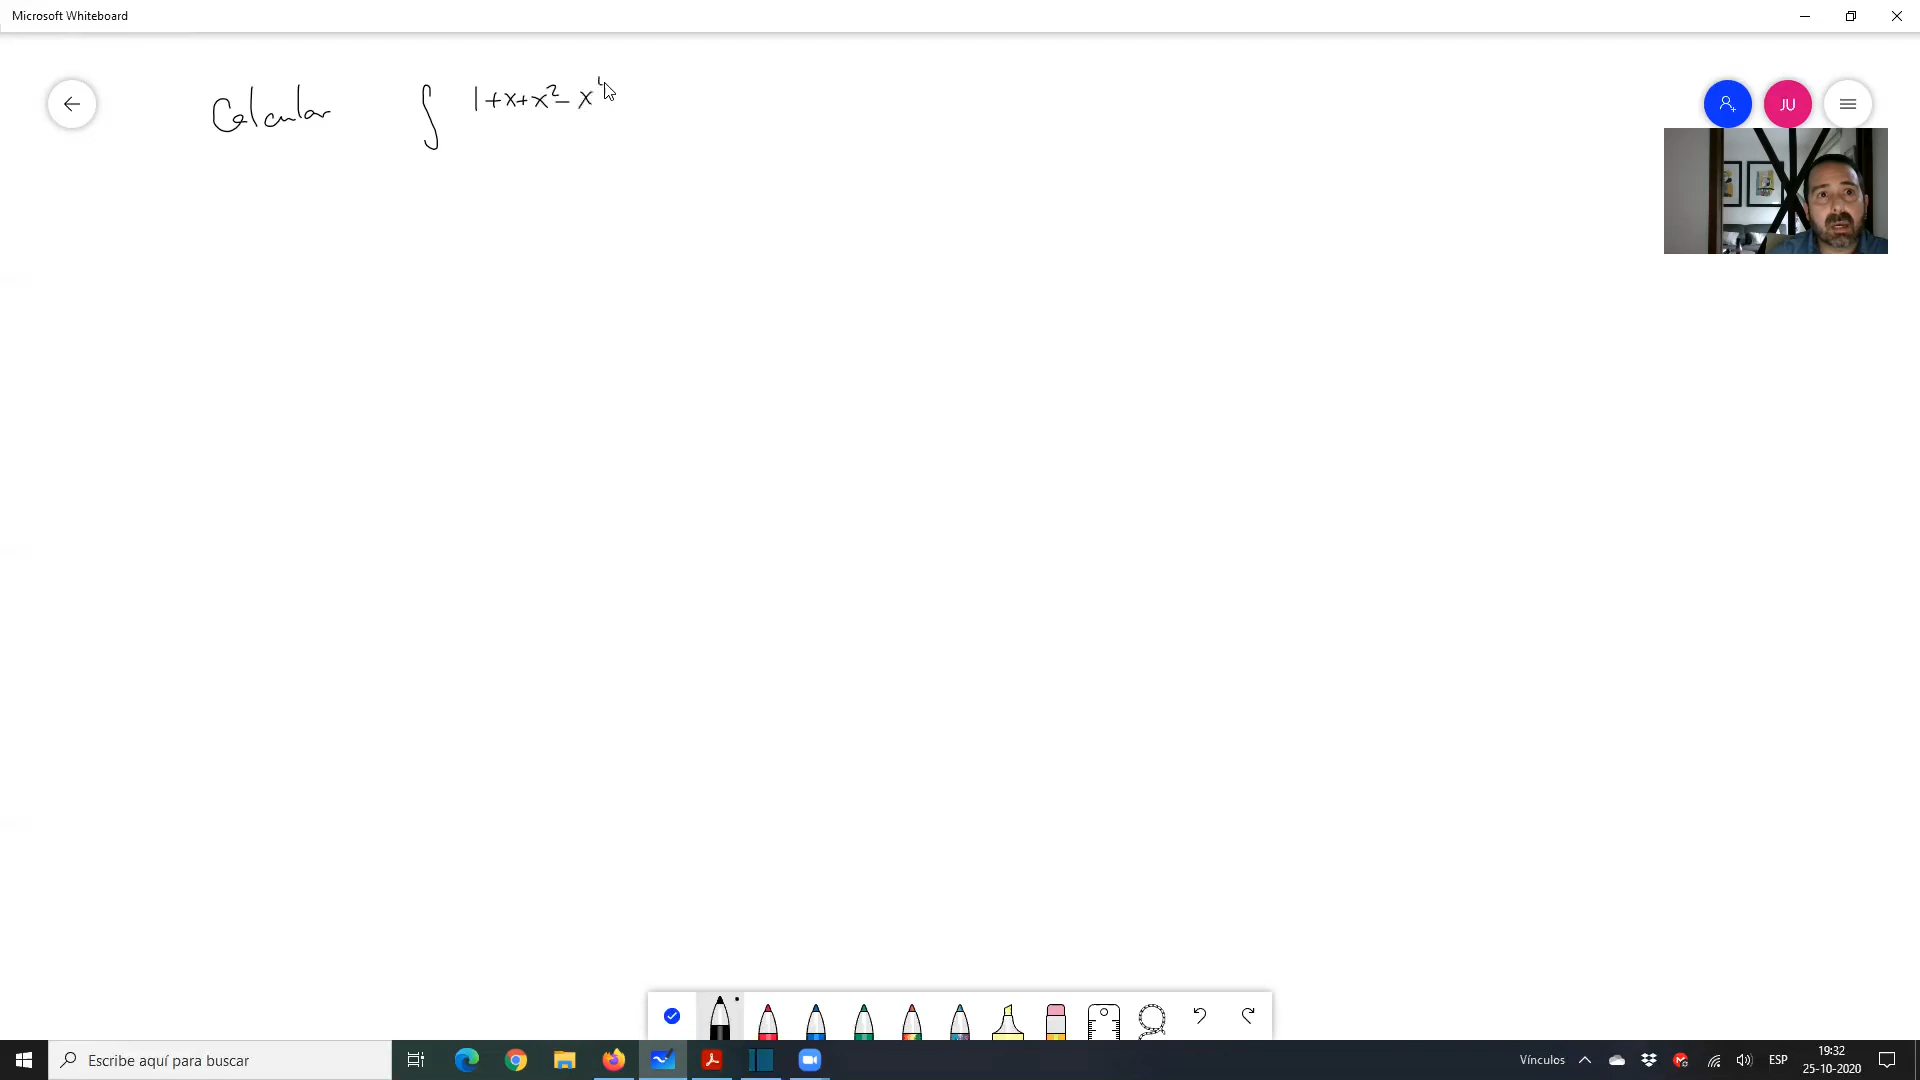 Microsoft Whiteboard
Calcular ∫ 1+x+x²-x⁴
JU
Escribe aquí para buscar
Vínculos
ESP
19:32
25-10-2020